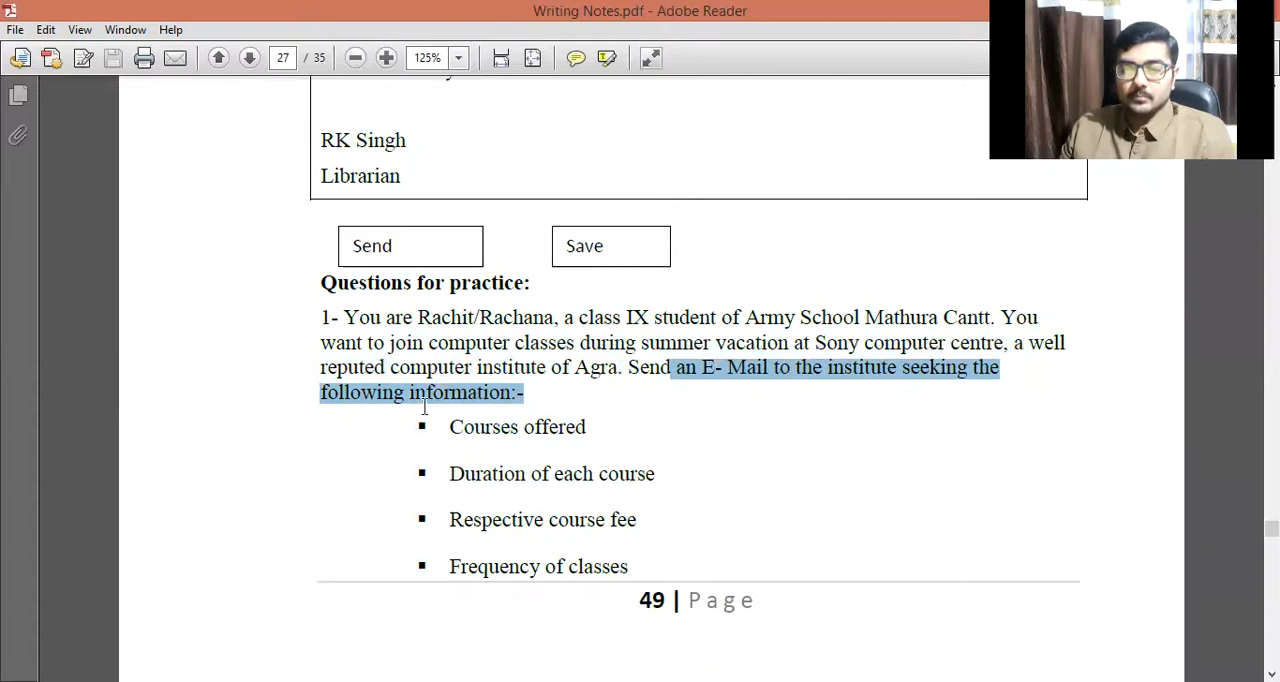 Writing Notes.pdf - Adobe Reader
File Edit View Window Help
27 / 35 125%
RK Singh
Librarian
Send Save
Questions for practice:
1- You are Rachit/Rachana, a class IX student of Army School Mathura Cantt. You
want to join computer classes during summer vacation at Sony computer centre, a well
reputed computer institute of Agra. Send an E- Mail to the institute seeking the
following information:-
▪ Courses offered
▪ Duration of each course
▪ Respective course fee
▪ Frequency of classes
49 | Page